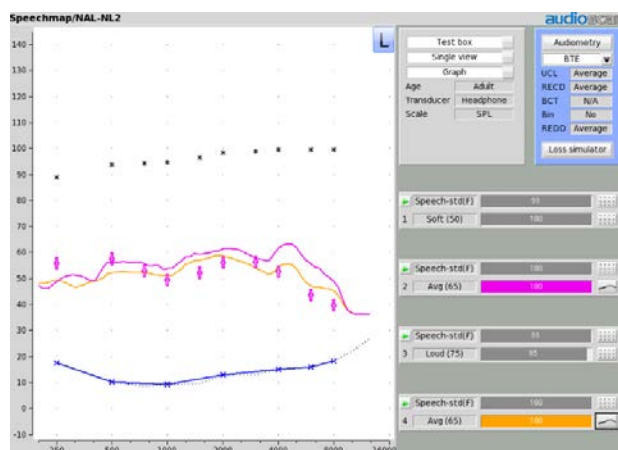 Speechmap/NAL-NL2
audioscan
L
140
130
120
110
100
90
80
70
60
50
40
30
20
10
0
-10
250
500
1000
2000
4000
8000
16000
Test box
Single view
Graph
Age Adult
Transducer Headphone
Scale SPL
Audiometry
BTE
UCL Average
RECD Average
BCT N/A
Bin No
REDD Average
Loss simulator
Speech-std(F)
1 Soft (50) 100
Speech-std(F) 100
2 Avg (65) 100
Speech-std(F)
3 Loud (75)
Speech-std(F) 100
4 Avg (65) 100